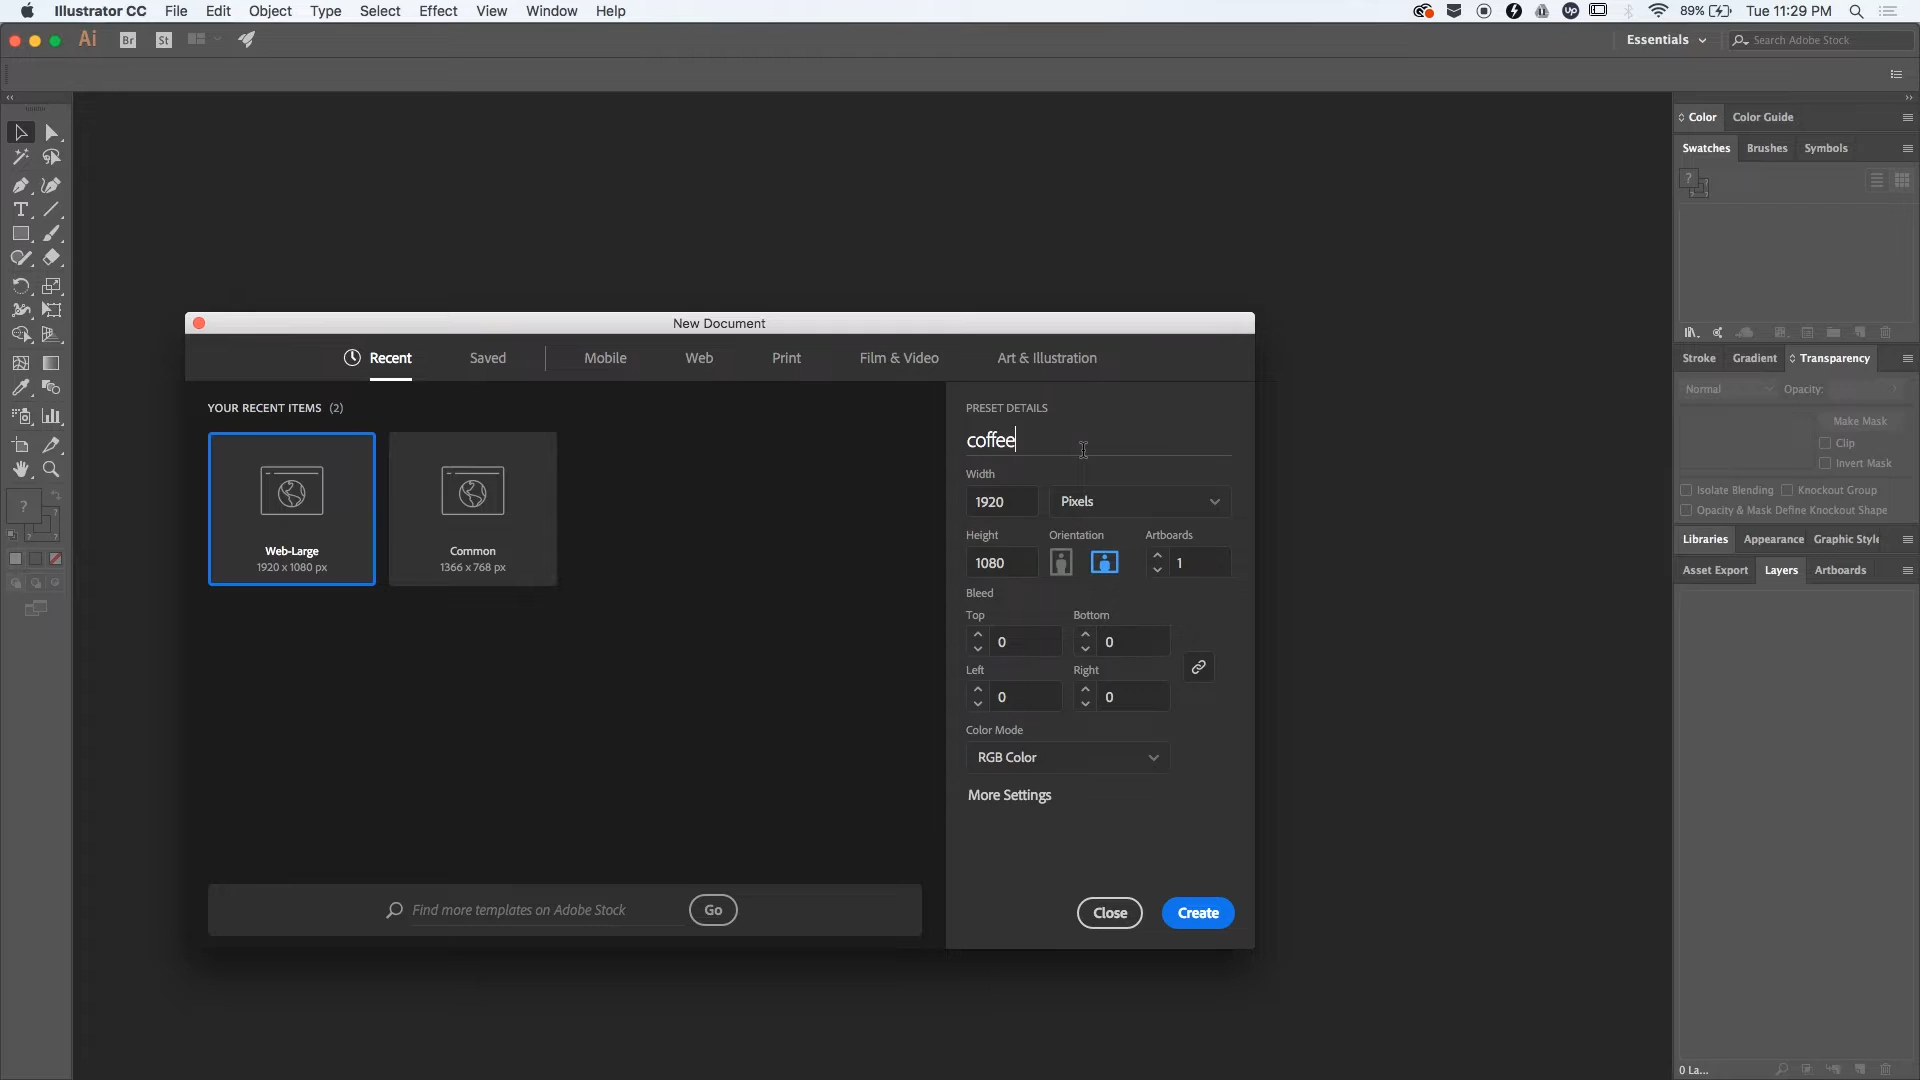 Illustrator CC File Edit Object Type Select Effect View Window Help 89% Tue 11:29 PM
Ai Br St Essentials Search Adobe Stock
Color Color Guide
Swatches Brushes Symbols
?
Stroke Gradient Transparency
Normal Opacity:
Make Mask
Clip
Invert Mask
Isolate Blending Knockout Group
Opacity & Mask Define Knockout Shape
Libraries Appearance Graphic Style
Asset Export Layers Artboards
0 La...
T
?
New Document
Recent Saved Mobile Web Print Film & Video Art & Illustration
YOUR RECENT ITEMS (2)
Web-Large
1920 x 1080 px
Common
1366 x 768 px
Find more templates on Adobe Stock Go
PRESET DETAILS
coffee
Width
1920 Pixels
Height Orientation Artboards
1080 1
Bleed
Top Bottom
0 0
Left Right
0 0
Color Mode
RGB Color
More Settings
Close Create